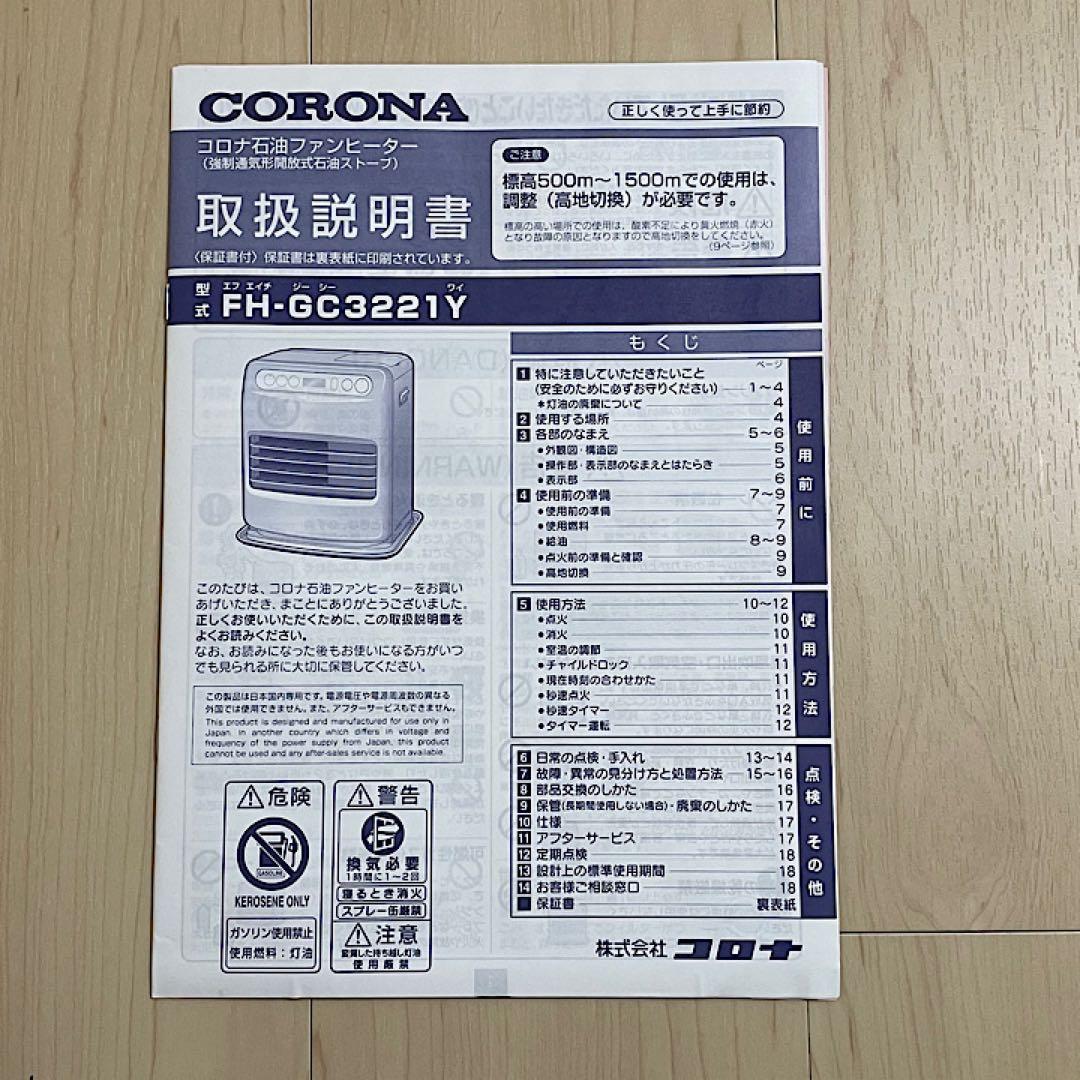 CORONA
正しく使って上手に節約
コロナ石油ファンヒーター
(強制通気形開放式石油ストーブ)
取扱説明書
〈保証書付〉保証書は裏表紙に印刷されています。
ご注意
標高500m〜1500mでの使用は、
調整(高地切換)が必要です。
標高の高い場所での使用は、酸素不足により異火燃焼(赤火)
となり故障の原因となりますので高地切換をしてください。
(9ページ参照)
型式
エフ エイチ ジー シー ワイ
FH-GC3221Y
このたびは、コロナ石油ファンヒーターをお買い
あげいただき、まことにありがとうございました。
正しくお使いいただくために、この取扱説明書を
よくお読みください。
なお、お読みになった後もお使いになる方がいつ
でも見られる所に大切に保管してください。
この製品は日本国内専用です。電源電圧や電源周波数の異なる
外国では使用できません。また、アフターサービスもできません。
This product is designed and manufactured for use only in
Japan. In another country which differs in voltage and
frequency of the power supply from Japan, this product
cannot be used and any after-sales service is not available.
危険
GASOLINE
KEROSENE ONLY
ガソリン使用禁止
使用燃料:灯油
警告
換気必要
1時間に1〜2回
寝るとき消火
スプレー缶厳禁
注意
変質した持ち越し灯油
使用厳禁
もくじ
ページ
1 特に注意していただきたいこと
(安全のために必ずお守りください) 1〜4
*灯油の廃棄について 4
2 使用する場所 4
3 各部のなまえ 5〜6
●外観図・構造図 5
●操作部・表示部のなまえとはたらき 5
●表示部 6
4 使用前の準備 7〜9
●使用前の準備 7
●使用燃料 7
●給油 8〜9
●点火前の準備と確認 9
●高地切換 9
使用前に
5 使用方法 10〜12
●点火 10
●消火 10
●室温の調節 11
●チャイルドロック 11
●現在時刻の合わせかた 11
●秒速点火 11
●秒速タイマー 12
●タイマー運転 12
使用方法
6 日常の点検・手入れ 13〜14
7 故障・異常の見分け方と処置方法 15〜16
8 部品交換のしかた 16
9 保管(長期間使用しない場合)・廃棄のしかた 17
10 仕様 17
11 アフターサービス 17
12 定期点検 18
13 設計上の標準使用期間 18
14 お客様ご相談窓口 18
■ 保証書 裏表紙
点検・その他
株式会社 コロナ